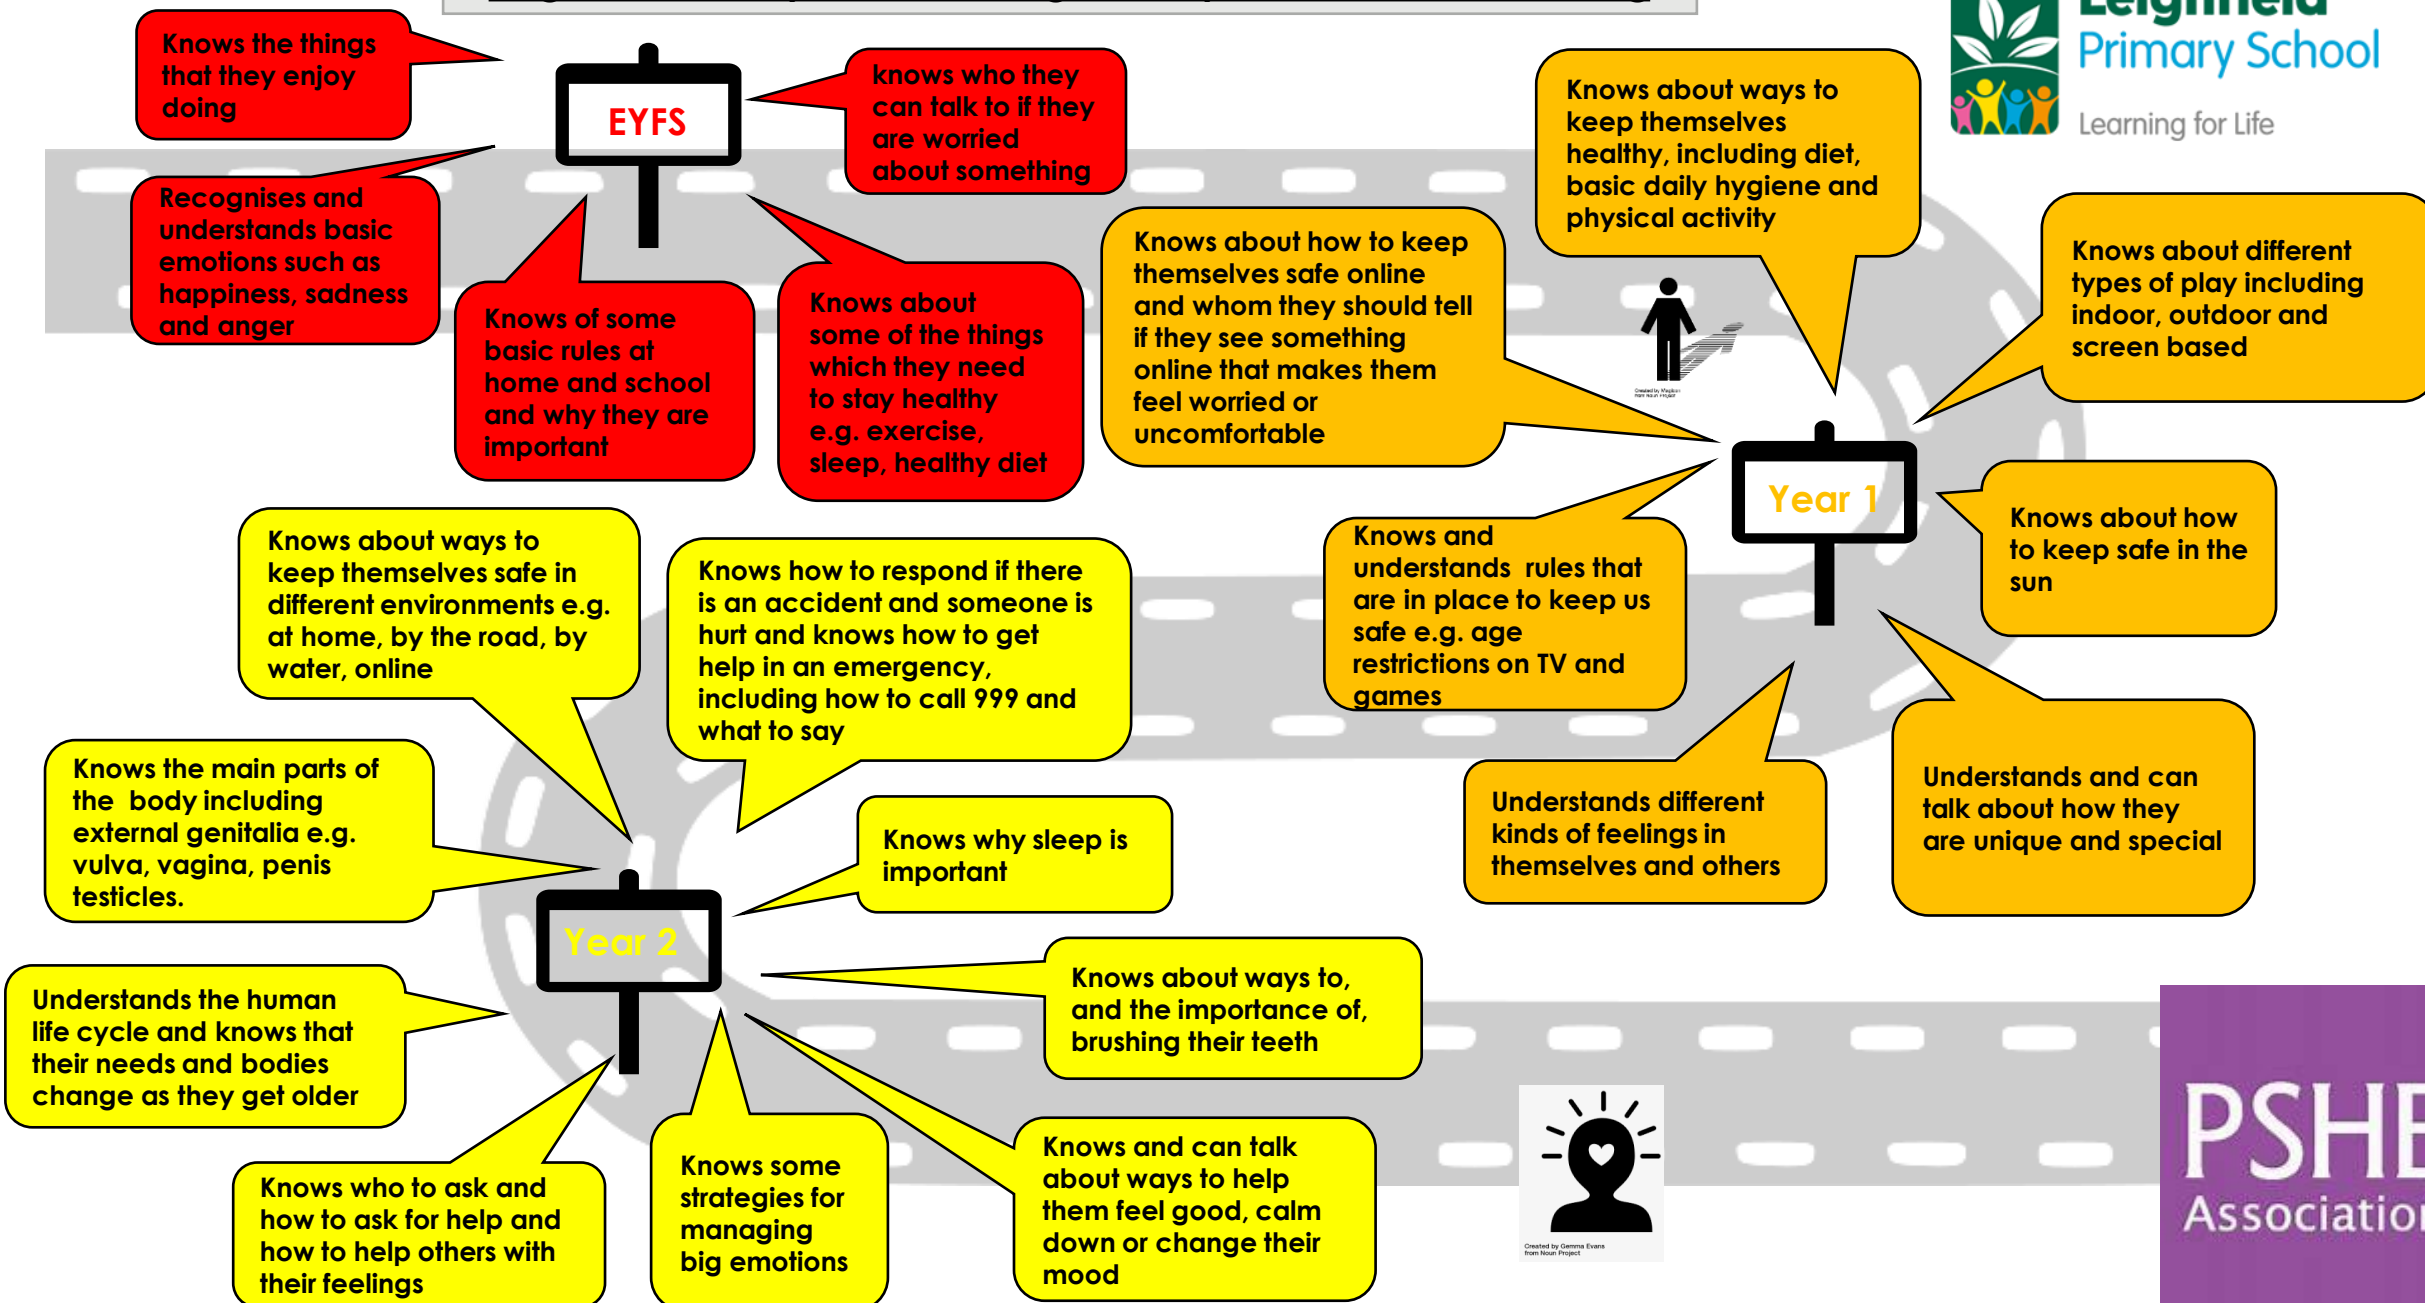 Leighfield
Primary School
Learning for Life
Knows the things
that they enjoy
doing
EYFS
knows who they
can talk to if they
are worried
about something
Recognises and
understands basic
emotions such as
happiness, sadness
and anger
Knows of some
basic rules at
home and school
and why they are
important
Knows about
some of the things
which they need
to stay healthy
e.g. exercise,
sleep, healthy diet
Knows about how to keep
themselves safe online
and whom they should tell
if they see something
online that makes them
feel worried or
uncomfortable
Knows about ways to
keep themselves
healthy, including diet,
basic daily hygiene and
physical activity
Knows about different
types of play including
indoor, outdoor and
screen based
Year 1
Knows about how
to keep safe in the
sun
Knows and
understands  rules that
are in place to keep us
safe e.g. age
restrictions on TV and
games
Understands different
kinds of feelings in
themselves and others
Understands and can
talk about how they
are unique and special
Knows about ways to
keep themselves safe in
different environments e.g.
at home, by the road, by
water, online
Knows how to respond if there
is an accident and someone is
hurt and knows how to get
help in an emergency,
including how to call 999 and
what to say
Knows the main parts of
the  body including
external genitalia e.g.
vulva, vagina, penis
testicles.
Knows why sleep is
important
Year 2
Knows about ways to,
and the importance of,
brushing their teeth
Understands the human
life cycle and knows that
their needs and bodies
change as they get older
Knows who to ask and
how to ask for help and
how to help others with
their feelings
Knows some
strategies for
managing
big emotions
Knows and can talk
about ways to help
them feel good, calm
down or change their
mood
Created by Gemma Evans
from Noun Project
PSHE
Association